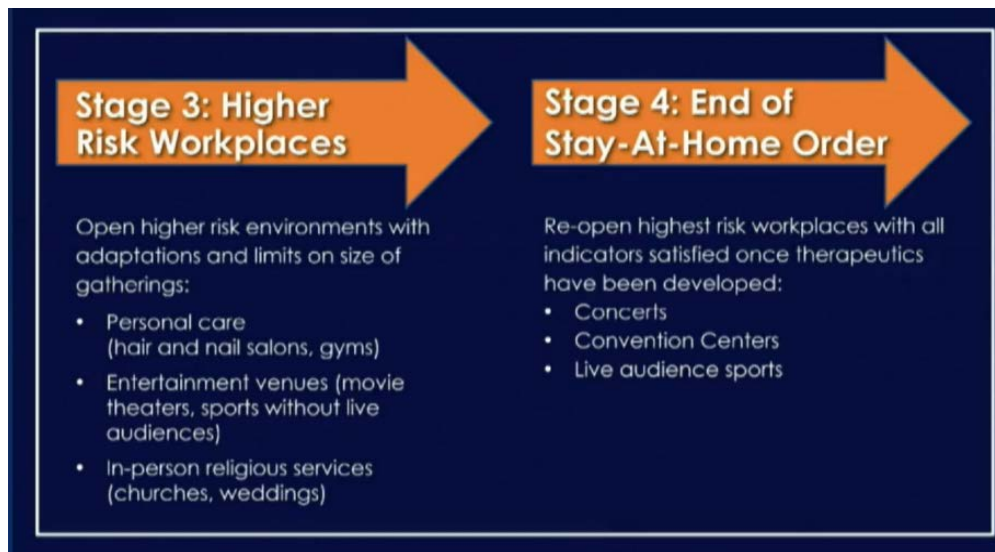 Stage 3: Higher
Risk Workplaces
Open higher risk environments with
adaptations and limits on size of
gatherings:
• Personal care
(hair and nail salons, gyms)
• Entertainment venues (movie
theaters, sports without live
audiences)
• In-person religious services
(churches, weddings)
Stage 4: End of
Stay-At-Home Order
Re-open highest risk workplaces with all
indicators satisfied once therapeutics
have been developed:
• Concerts
• Convention Centers
• Live audience sports